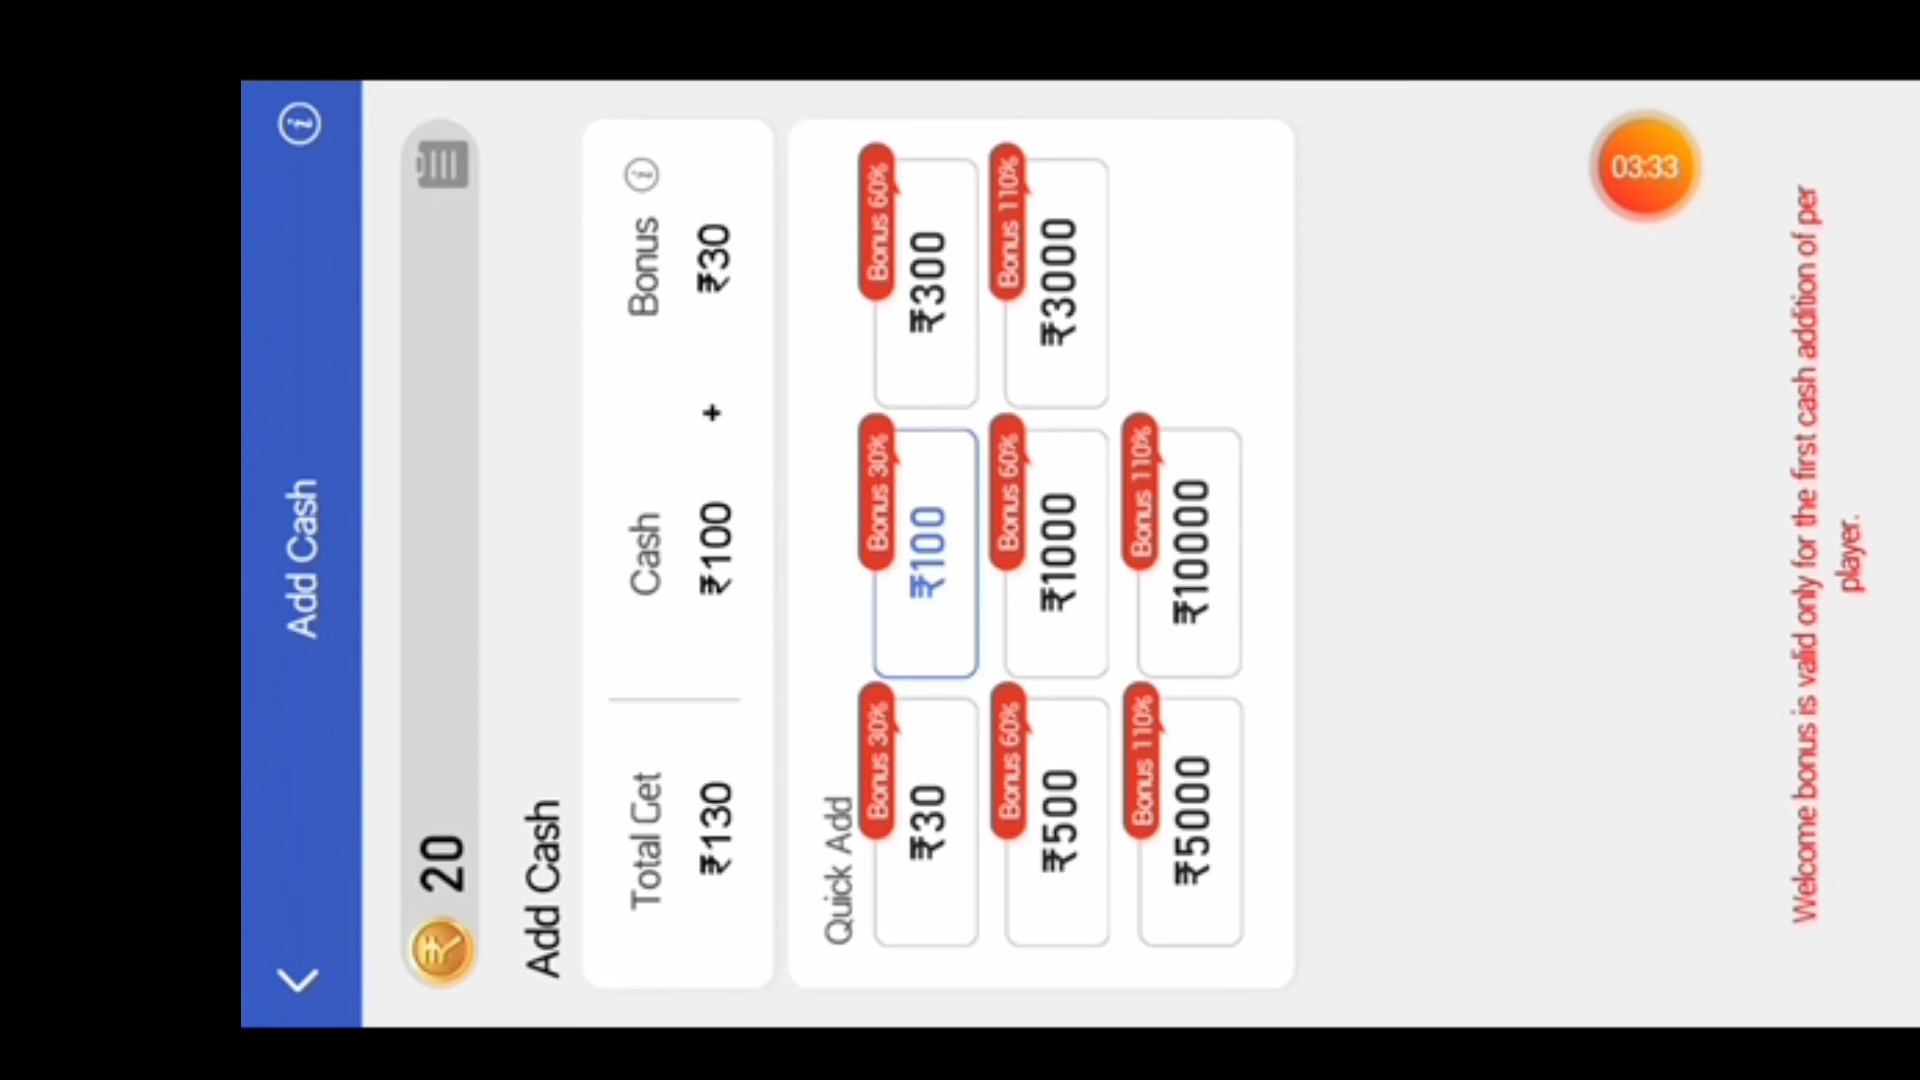 Add Cash
20
Add Cash
Total Get Cash Bonus
₹130 ₹100 + ₹30
Quick Add
Bonus 30% Bonus 30% Bonus 60%
₹30 ₹100 ₹300
Bonus 60% Bonus 60% Bonus 110%
₹500 ₹1000 ₹3000
Bonus 110% Bonus 110%
₹5000 ₹10000
03:33
Welcome bonus is valid only for the first cash addition of per
player.